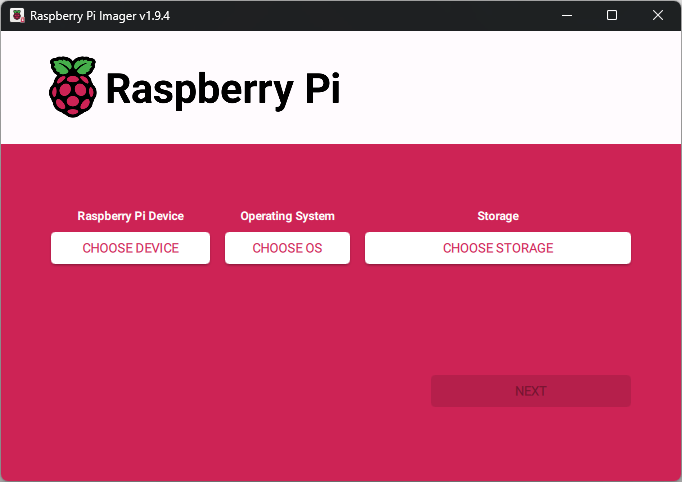 Raspberry Pi Imager v1.9.4
Raspberry Pi
Raspberry Pi Device Operating System Storage
CHOOSE DEVICE CHOOSE OS CHOOSE STORAGE
NEXT